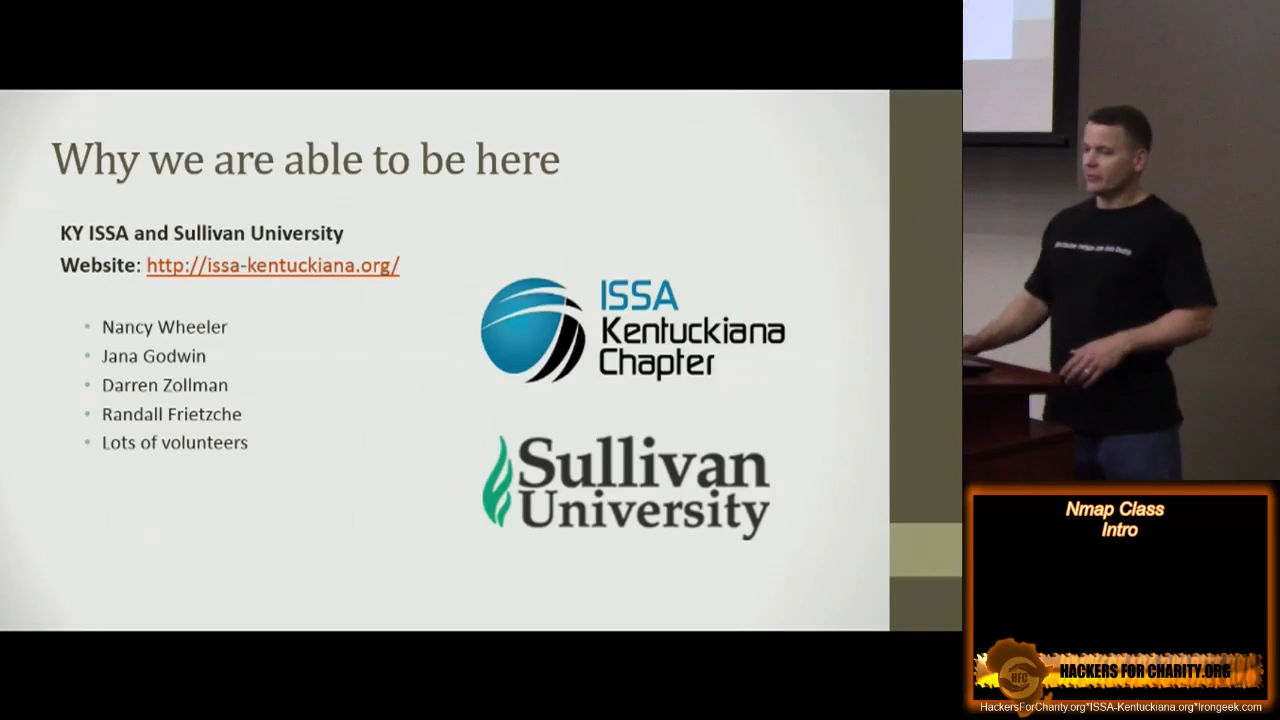 Why we are able to be here
KY ISSA and Sullivan University
Website: http://issa-kentuckiana.org/
• Nancy Wheeler
• Jana Godwin
• Darren Zollman
• Randall Frietzche
• Lots of volunteers
ISSA
Kentuckiana
Chapter
Sullivan
University
Nmap Class
Intro
HFC
HACKERS FOR CHARITY.ORG
HackersForCharity.org*ISSA-Kentuckiana.org*Irongeek.com